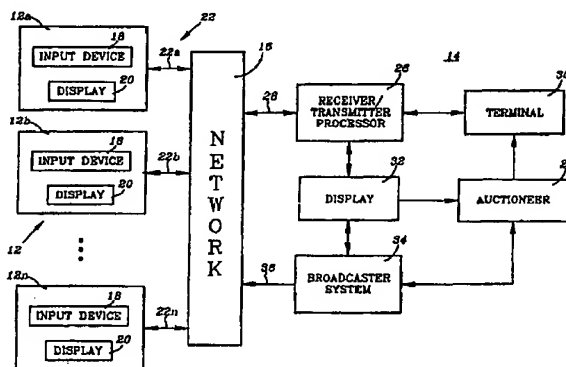 12a
18
INPUT DEVICE
20
DISPLAY
22
22a
12b
18
INPUT DEVICE
20
DISPLAY
22b
12
12n
18
INPUT DEVICE
20
DISPLAY
22n
16
NETWORK
28
26
RECEIVER/
TRANSMITTER
PROCESSOR
14
TERMINAL
32
DISPLAY
AUCTIONEER
34
BROADCASTER
SYSTEM
36